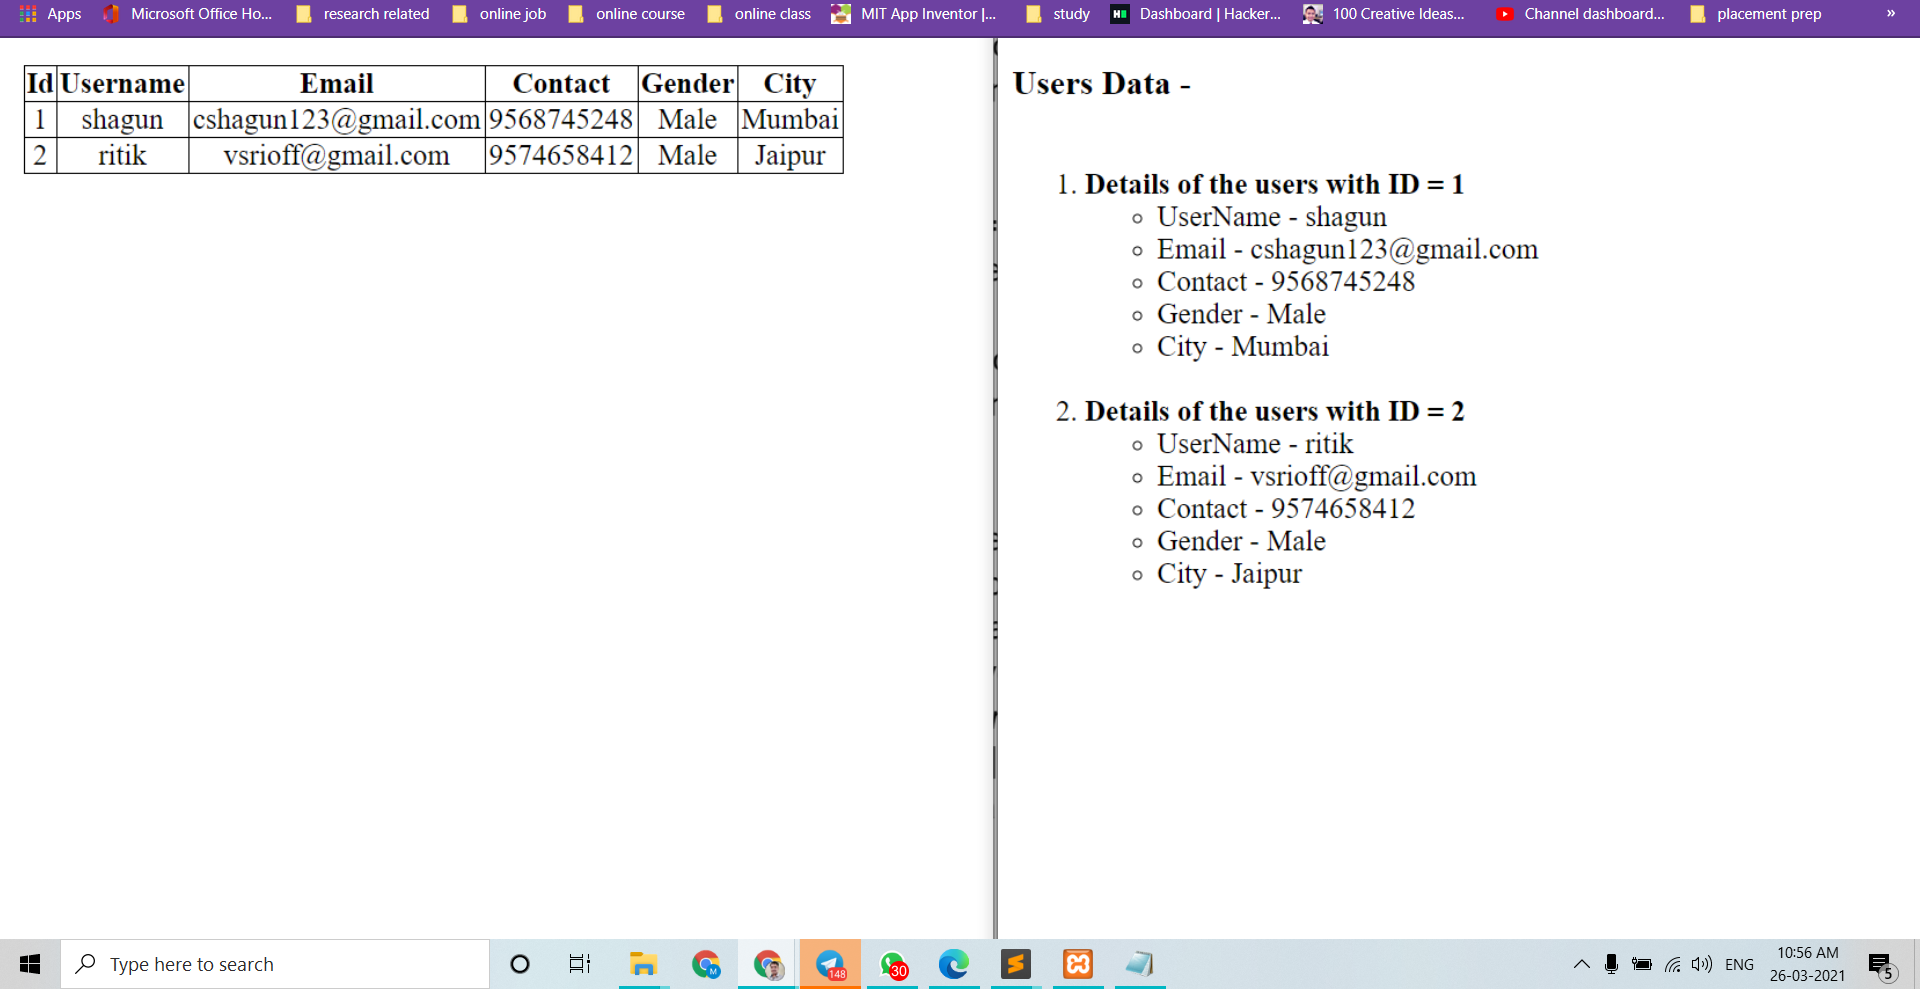 Apps Microsoft Office Ho... research related online job online course online class MIT App Inventor |... study Dashboard | Hacker... 100 Creative Ideas... Channel dashboard... placement prep »
Id Username Email Contact Gender City
1 shagun cshagun123@gmail.com 9568745248 Male Mumbai
2 ritik vsrioff@gmail.com 9574658412 Male Jaipur
Users Data -
1. Details of the users with ID = 1
UserName - shagun
Email - cshagun123@gmail.com
Contact - 9568745248
Gender - Male
City - Mumbai
2. Details of the users with ID = 2
UserName - ritik
Email - vsrioff@gmail.com
Contact - 9574658412
Gender - Male
City - Jaipur
Type here to search
M
148
30
ENG
10:56 AM
26-03-2021
5